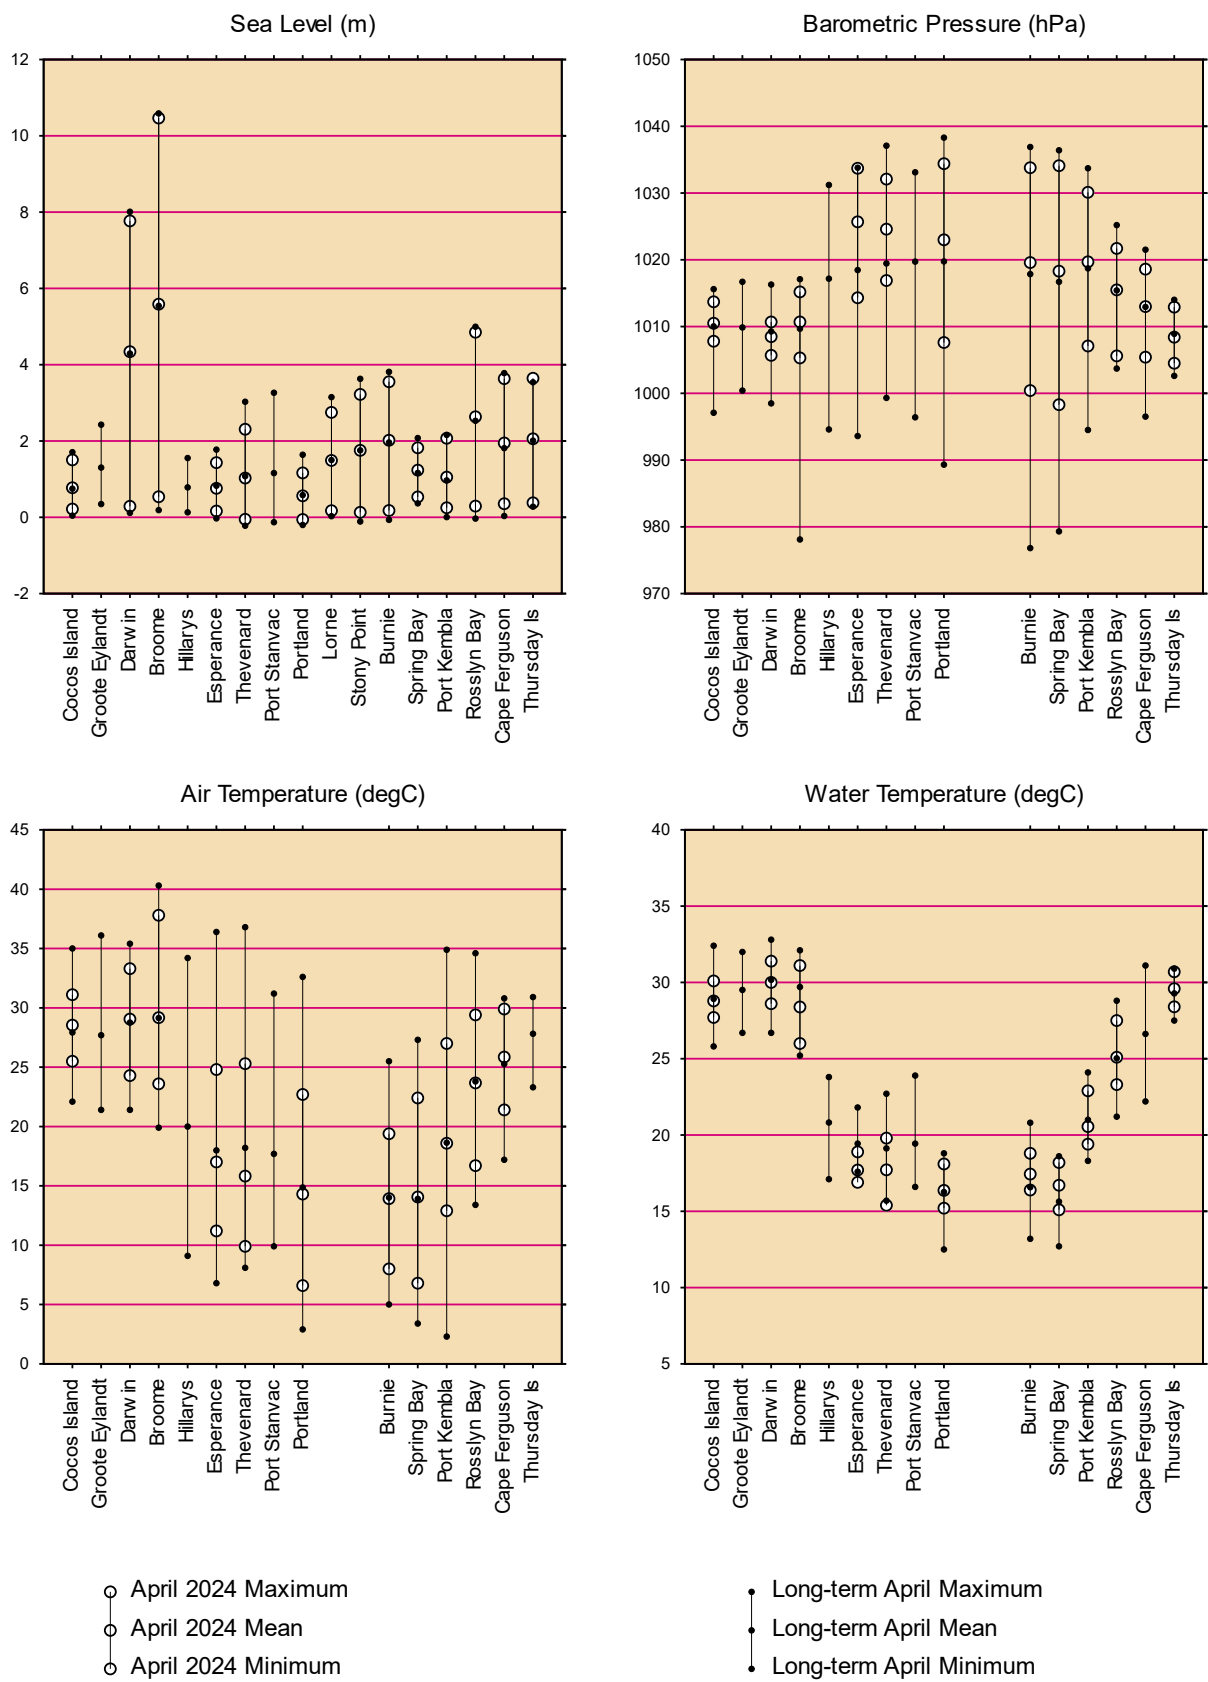 Sea Level (m)
12
10
8
6
4
2
0
-2
Cocos Island
Groote Eylandt
Darwin
Broome
Hillarys
Esperance
Thevenard
Port Stanvac
Portland
Lorne
Stony Point
Burnie
Spring Bay
Port Kembla
Rosslyn Bay
Cape Ferguson
Thursday Is
Barometric Pressure (hPa)
1050
1040
1030
1020
1010
1000
990
980
970
Cocos Island
Groote Eylandt
Darwin
Broome
Hillarys
Esperance
Thevenard
Port Stanvac
Portland
Burnie
Spring Bay
Port Kembla
Rosslyn Bay
Cape Ferguson
Thursday Is
Air Temperature (degC)
45
40
35
30
25
20
15
10
5
0
Cocos Island
Groote Eylandt
Darwin
Broome
Hillarys
Esperance
Thevenard
Port Stanvac
Portland
Burnie
Spring Bay
Port Kembla
Rosslyn Bay
Cape Ferguson
Thursday Is
Water Temperature (degC)
40
35
30
25
20
15
10
5
Cocos Island
Groote Eylandt
Darwin
Broome
Hillarys
Esperance
Thevenard
Port Stanvac
Portland
Burnie
Spring Bay
Port Kembla
Rosslyn Bay
Cape Ferguson
Thursday Is
April 2024 Maximum
April 2024 Mean
April 2024 Minimum
Long-term April Maximum
Long-term April Mean
Long-term April Minimum